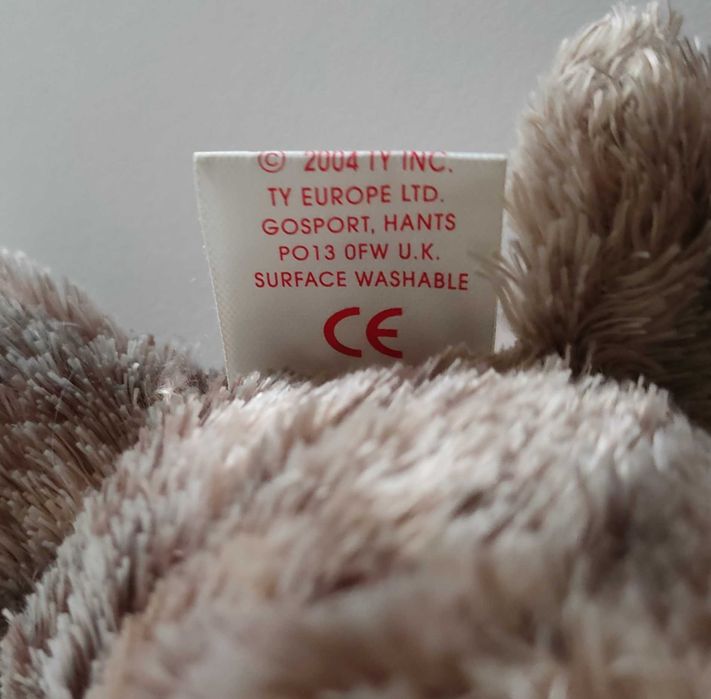 © 2004 TY INC.
TY EUROPE LTD.
GOSPORT, HANTS
PO13 0FW U.K.
SURFACE WASHABLE
CE